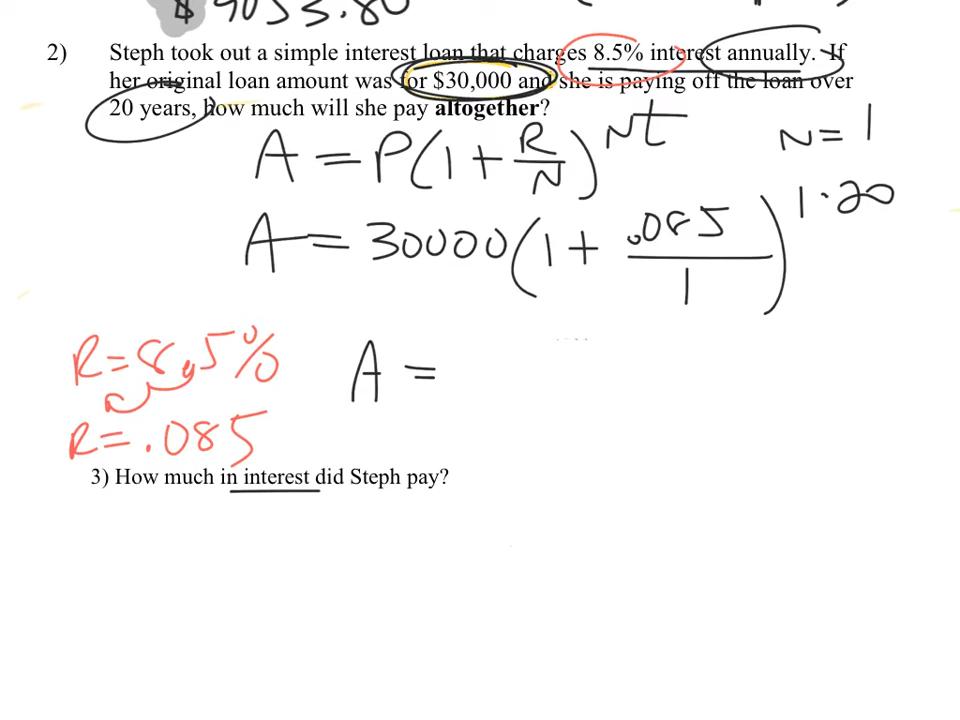 $ 9053.80
2) Steph took out a simple interest loan that charges 8.5% interest annually. If
her original loan amount was for $30,000 and she is paying off the loan over
20 years, how much will she pay altogether?
A = P(1 + R/N)^Nt
N = 1
A = 30000(1 + .085/1)^1·20
R = 8.5%
A =
R = .085
3) How much in interest did Steph pay?